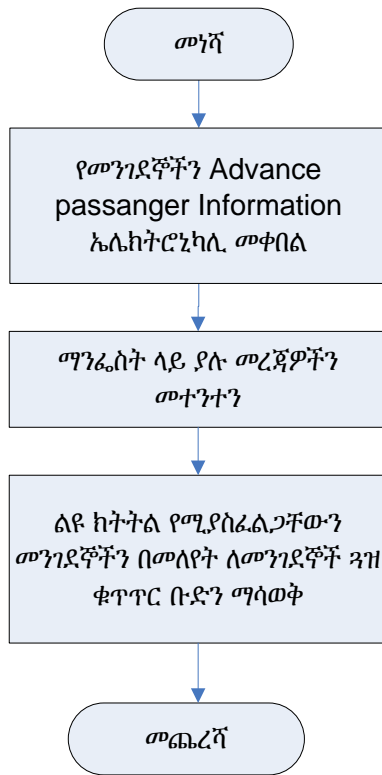 መነሻ
የመንገደኞችን Advance
passanger Information
ኤሌክትሮኒካሊ መቀበል
ማንፌስት ላይ ያሉ መረጃዎችን
መተንተን
ልዩ ክትትል የሚያስፈልጋቸውን
መንገደኞችን በመለየት ለመንገደኞች ጓዝ
ቁጥጥር ቡድን ማሳወቅ
መጨረሻ